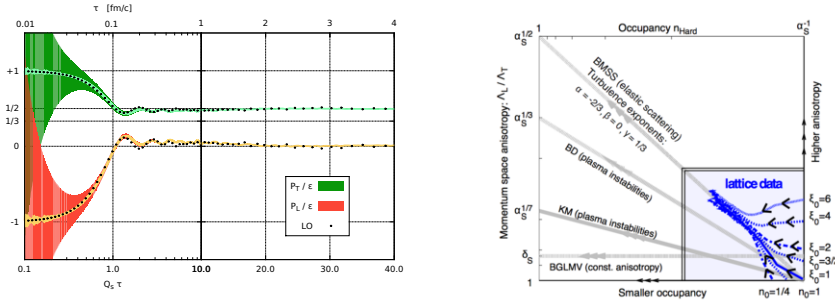 τ [fm/c]
0.01 0.1 1 2 3 4
+1
1/2
1/3
0
-1
P_T / ε
P_L / ε
LO
0.1 1.0 10.0 20.0 30.0 40.0
Q_s τ
1 Occupancy n_Hard α_S^-1
α_S^1/2
α_S^1/3
α_S^1/7
δ_S
1
Momentum space anisotropy: Λ_L / Λ_T
BMSS (elastic scattering)
Turbulence exponents:
α = -2/3, β = 0, γ = 1/3
BD (plasma instabilities)
KM (plasma instabilities)
BGLMV (const. anisotropy)
lattice data
Higher anisotropy
ξ_0=6
ξ_0=4
ξ_0=2
ξ_0=3/2
ξ_0=1
Smaller occupancy
n_0=1/4 n_0=1